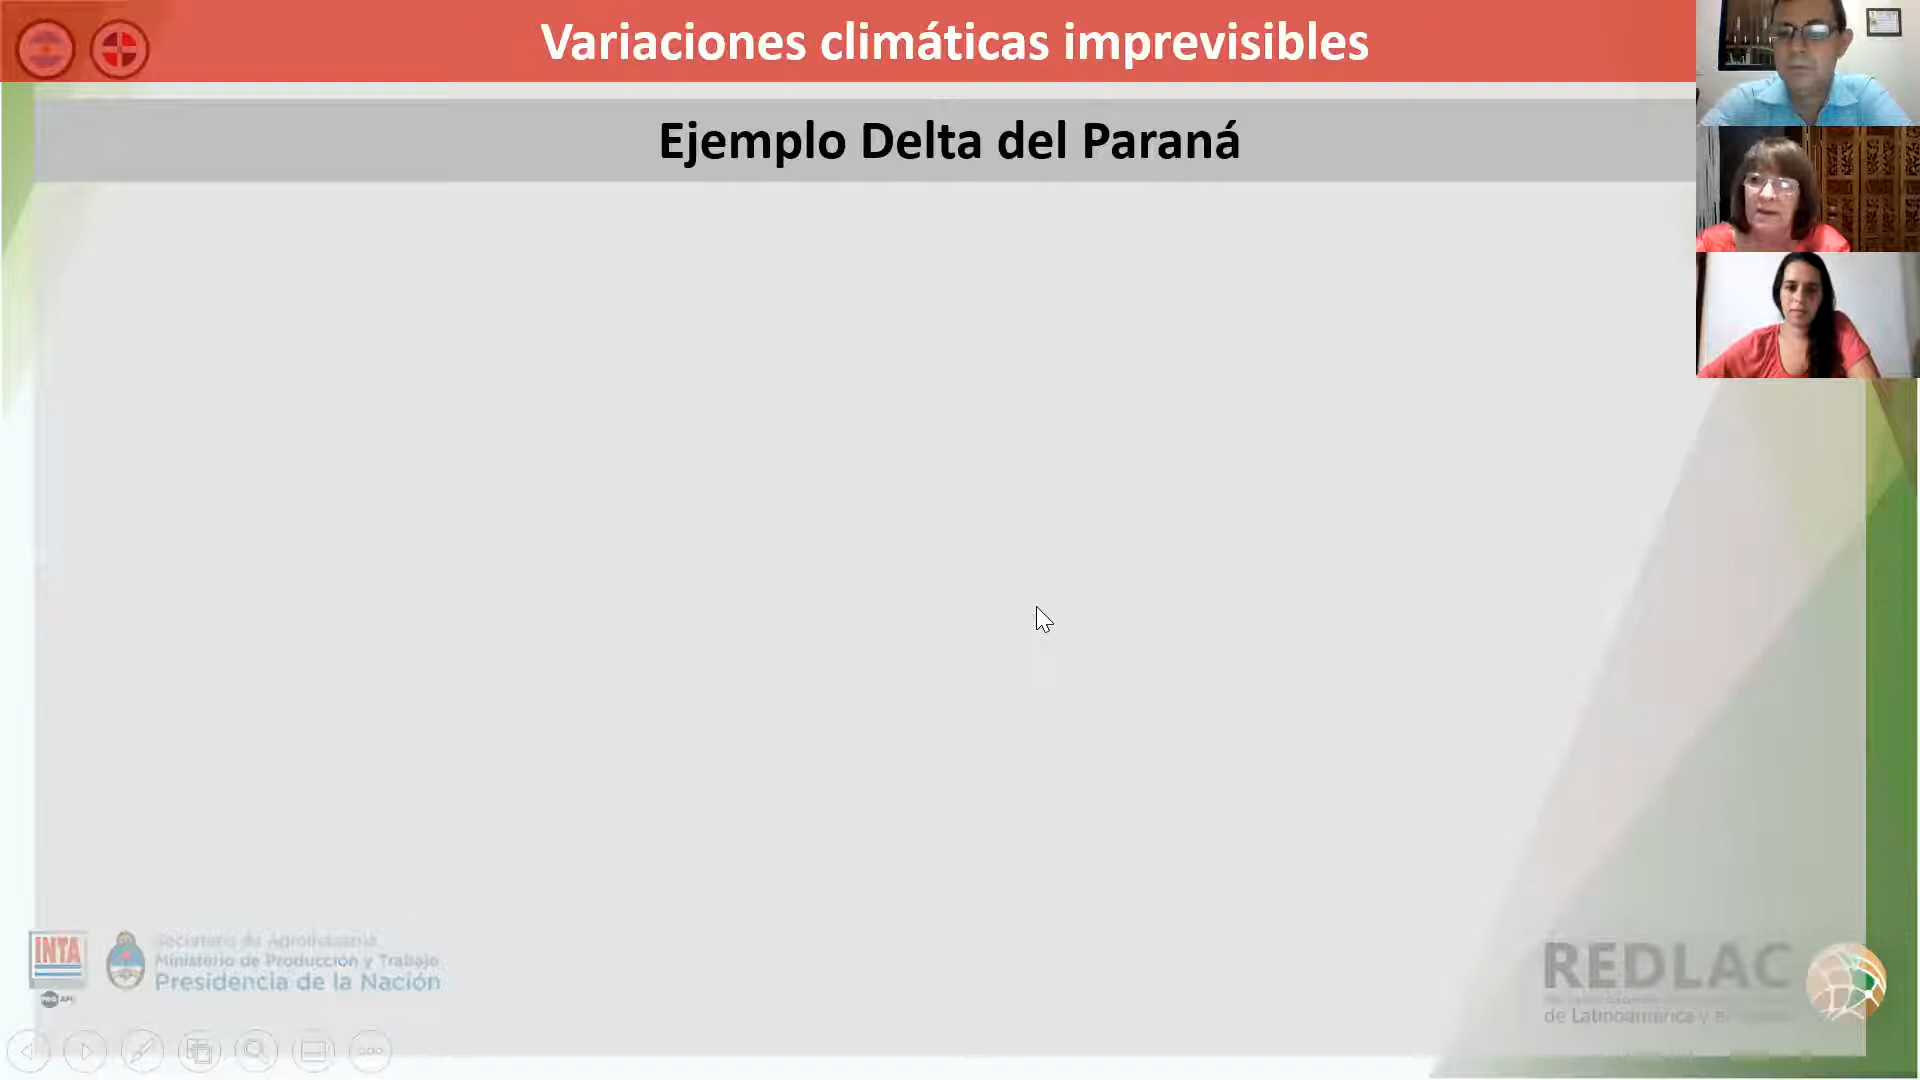 Variaciones climáticas imprevisibles
Ejemplo Delta del Paraná
INTA
Secretaría de Agroindustria
Ministerio de Producción y Trabajo
Presidencia de la Nación
REDLAC
de Latinoamérica y el